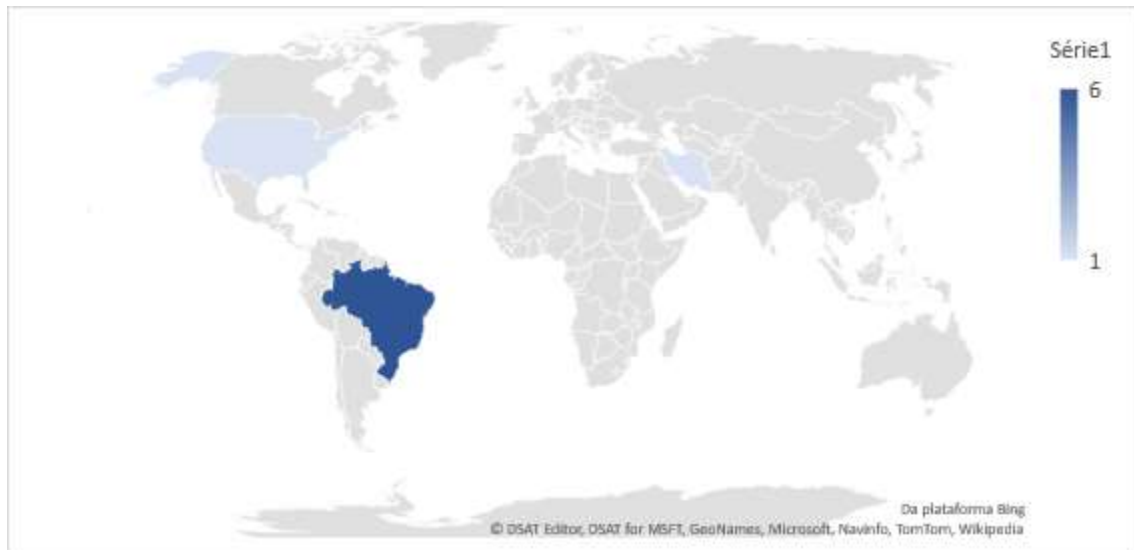 Série1
6
1
Da plataforma Bing
© DSAT Editor, DSAT for MSFT, GeoNames, Microsoft, Navinfo, TomTom, Wikipedia